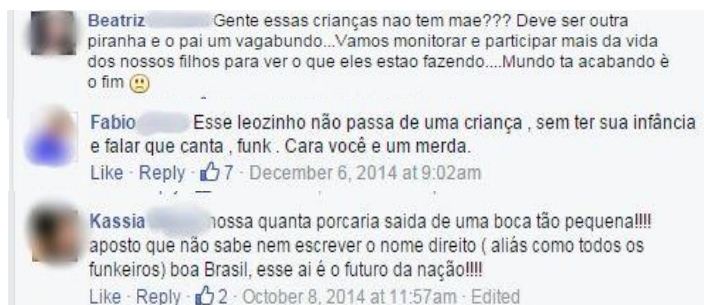 Beatriz Gente essas crianças nao tem mae??? Deve ser outra
piranha e o pai um vagabundo...Vamos monitorar e participar mais da vida
dos nossos filhos para ver o que eles estao fazendo....Mundo ta acabando è
o fim
Fabio Esse leozinho não passa de uma criança , sem ter sua infância
e falar que canta , funk . Cara você e um merda.
Like · Reply · 7 · December 6, 2014 at 9:02am
Kassia nossa quanta porcaria saida de uma boca tão pequena!!!!
aposto que não sabe nem escrever o nome direito ( aliás como todos os
funkeiros) boa Brasil, esse ai é o futuro da nação!!!!
Like · Reply · 2 · October 8, 2014 at 11:57am · Edited